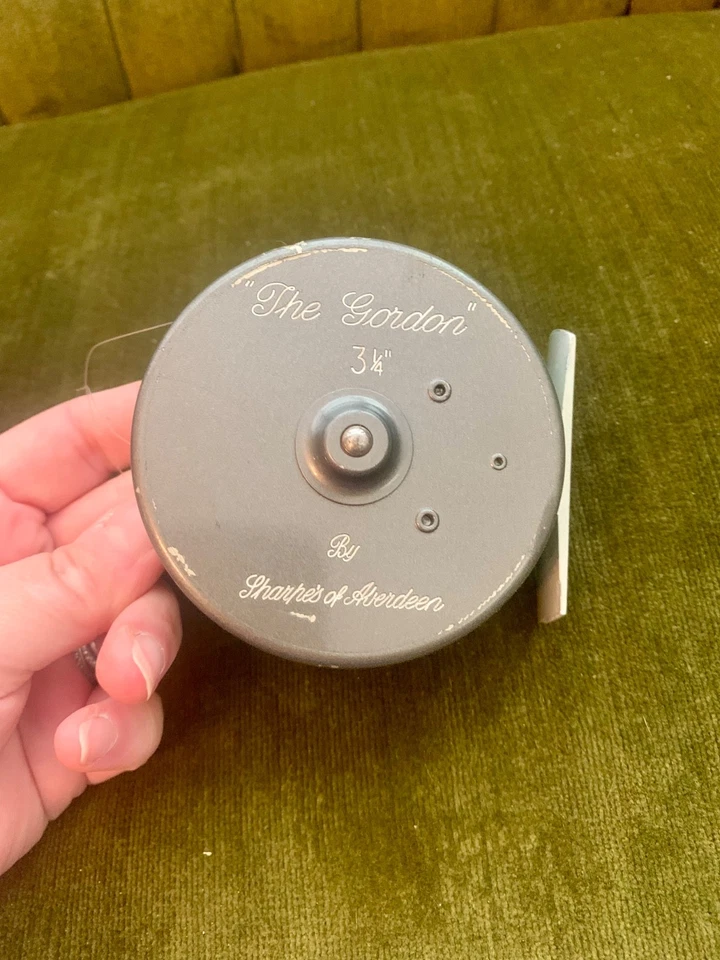 "The Gordon"
3¼"
By
Sharpe's of Aberdeen